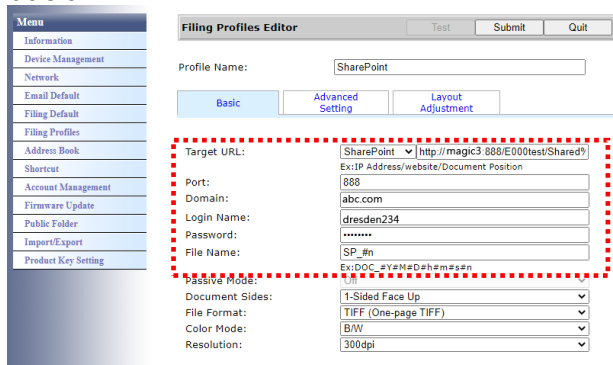 Menu
Information
Device Management
Network
Email Default
Filing Default
Filing Profiles
Address Book
Shortcut
Account Management
Firmware Update
Public Folder
Import/Export
Product Key Setting
Filing Profiles Editor Test Submit Quit
Profile Name: SharePoint
Basic Advanced Setting Layout Adjustment
Target URL: SharePoint http://magic3:888/E000test/Shared%
Ex:IP Address/website/Document Position
Port: 888
Domain: abc.com
Login Name: dresden234
Password: ••••••••
File Name: SP_#n
Ex:DOC_#Y#M#D#h#m#s#n
Passive Mode: Off
Document Sides: 1-Sided Face Up
File Format: TIFF (One-page TIFF)
Color Mode: B/W
Resolution: 300dpi